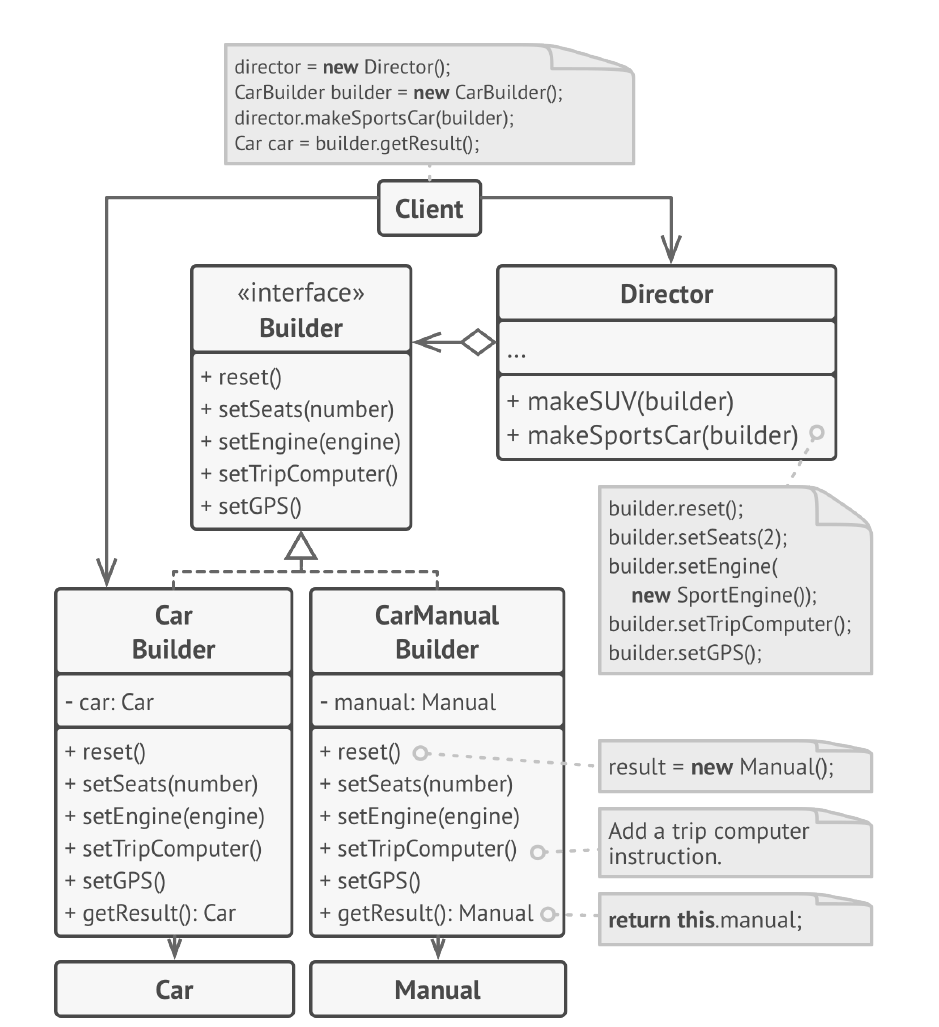 director = new Director();
CarBuilder builder = new CarBuilder();
director.makeSportsCar(builder);
Car car = builder.getResult();
Client
«interface»
Builder
+ reset()
+ setSeats(number)
+ setEngine(engine)
+ setTripComputer()
+ setGPS()
Director
...
+ makeSUV(builder)
+ makeSportsCar(builder)
builder.reset();
builder.setSeats(2);
builder.setEngine(
new SportEngine());
builder.setTripComputer();
builder.setGPS();
Car
Builder
- car: Car
+ reset()
+ setSeats(number)
+ setEngine(engine)
+ setTripComputer()
+ setGPS()
+ getResult(): Car
CarManual
Builder
- manual: Manual
+ reset()
+ setSeats(number)
+ setEngine(engine)
+ setTripComputer()
+ setGPS()
+ getResult(): Manual
result = new Manual();
Add a trip computer
instruction.
return this.manual;
Car
Manual